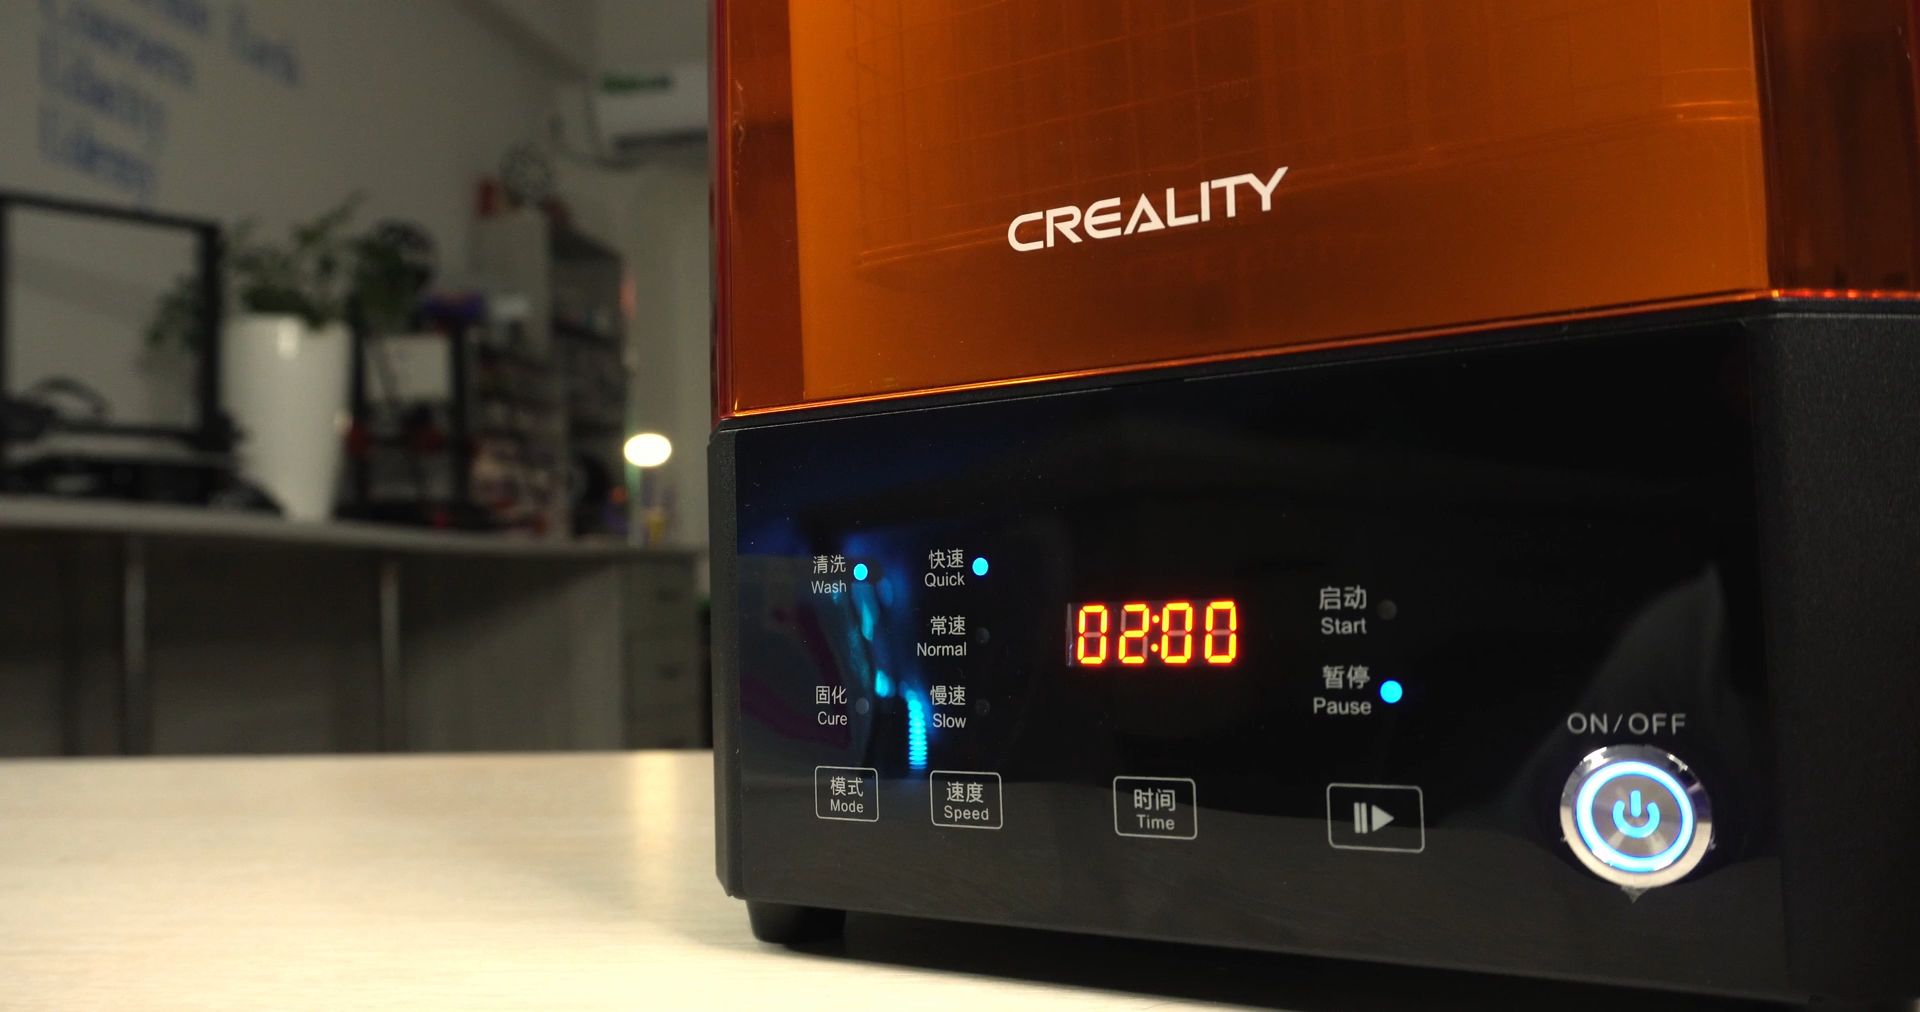 CREALITY
清洗
Wash
快速
Quick
常速
Normal
固化
Cure
慢速
Slow
02:00
启动
Start
暂停
Pause
ON/OFF
模式
Mode
速度
Speed
时间
Time